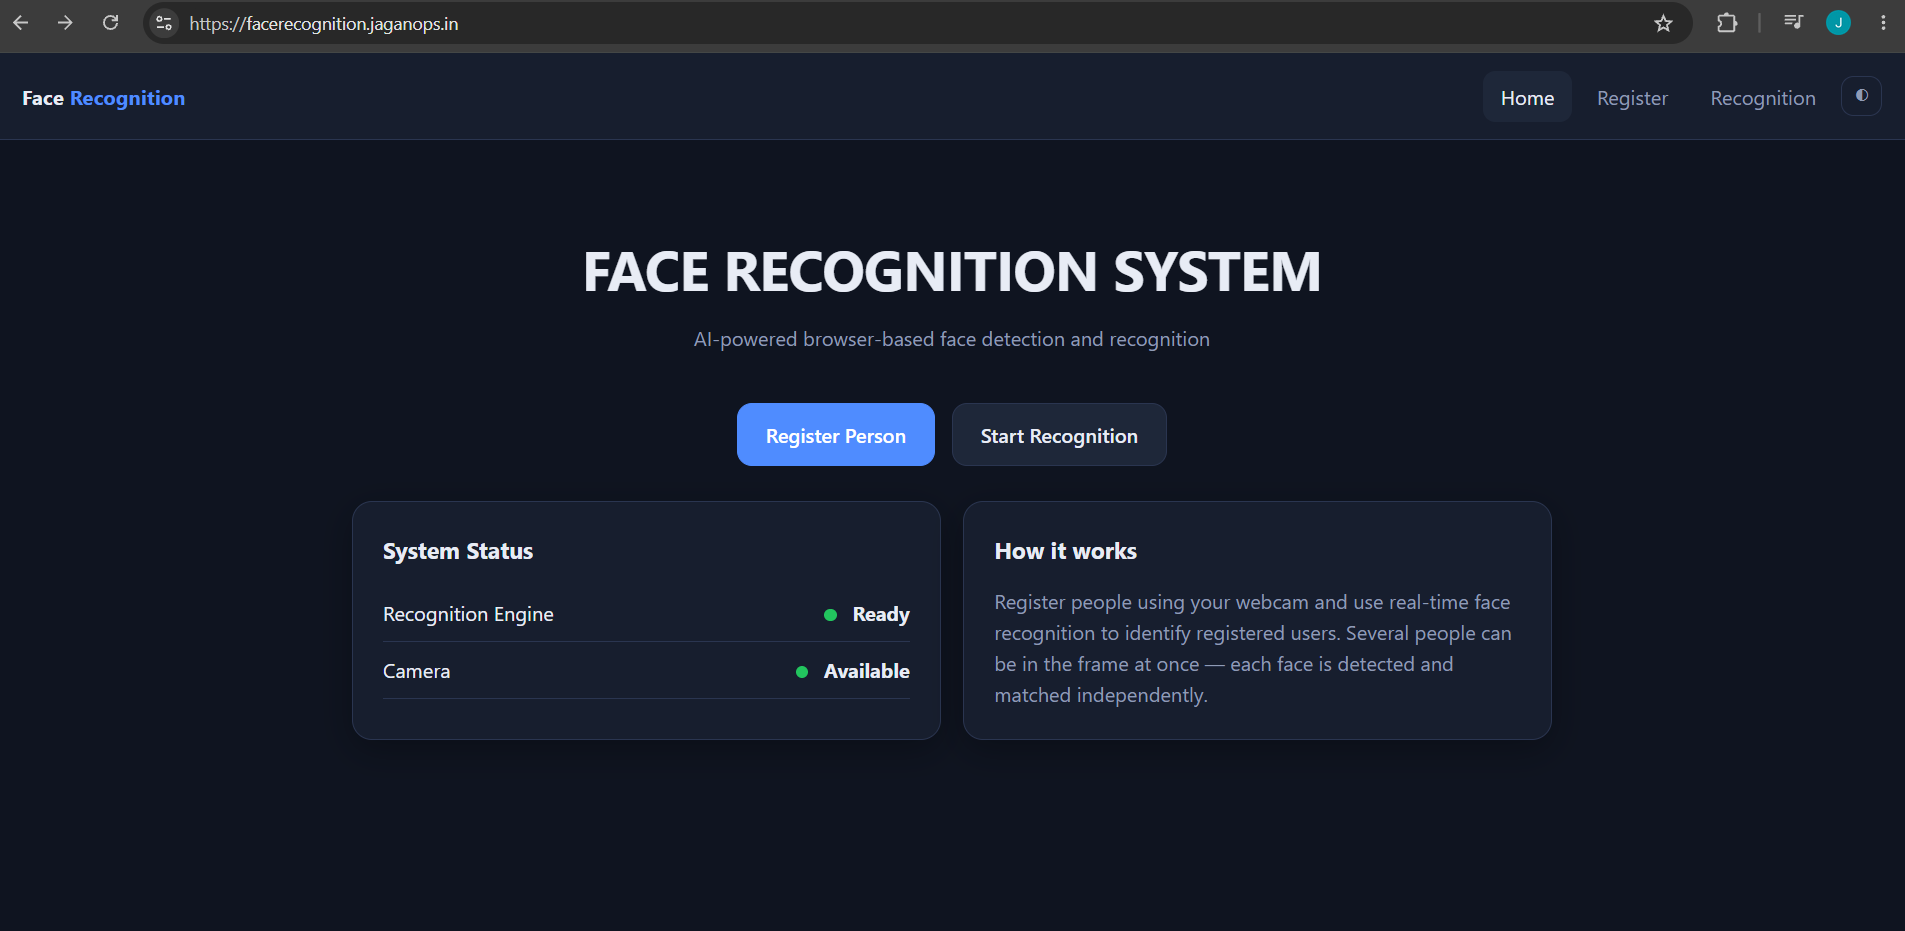 https://facerecognition.jaganops.in
J
Face Recognition
Home
Register
Recognition
FACE RECOGNITION SYSTEM
AI-powered browser-based face detection and recognition
Register Person
Start Recognition
System Status
Recognition Engine
Ready
Camera
Available
How it works
Register people using your webcam and use real-time face
recognition to identify registered users. Several people can
be in the frame at once — each face is detected and
matched independently.